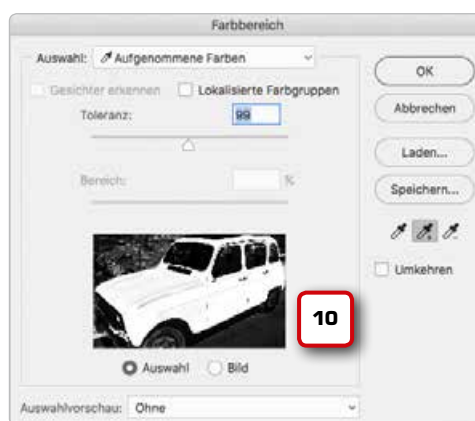 Farbbereich
Auswahl: Aufgenommene Farben
OK
Gesichter erkennen Lokalisierte Farbgruppen
Toleranz: 99
Abbrechen
Laden...
Bereich: %
Speichern...
Umkehren
10
Auswahl Bild
Auswahlvorschau: Ohne